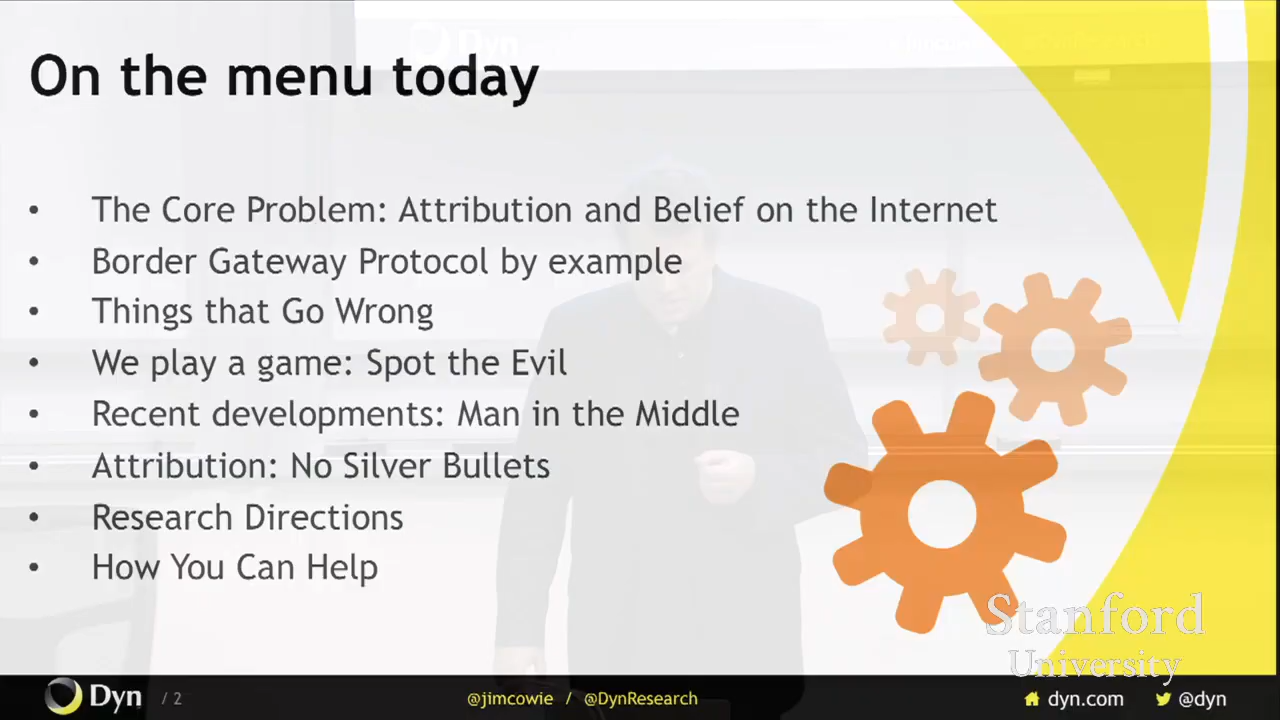 On the menu today
• The Core Problem: Attribution and Belief on the Internet
• Border Gateway Protocol by example
• Things that Go Wrong
• We play a game: Spot the Evil
• Recent developments: Man in the Middle
• Attribution: No Silver Bullets
• Research Directions
• How You Can Help
Stanford
University
Dyn / 2 @jimcowie / @DynResearch dyn.com @dyn